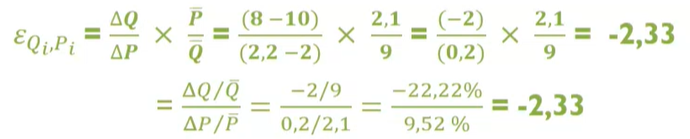 ε_{Q_i,P_i} = ΔQ/ΔP × P̄/Q̄ = (8 −10)/(2,2 −2) × 2,1/9 = (−2)/(0,2) × 2,1/9 = -2,33
= (ΔQ/Q̄)/(ΔP/P̄) = (−2/9)/(0,2/2,1) = (−22,22%)/(9,52 %) = -2,33